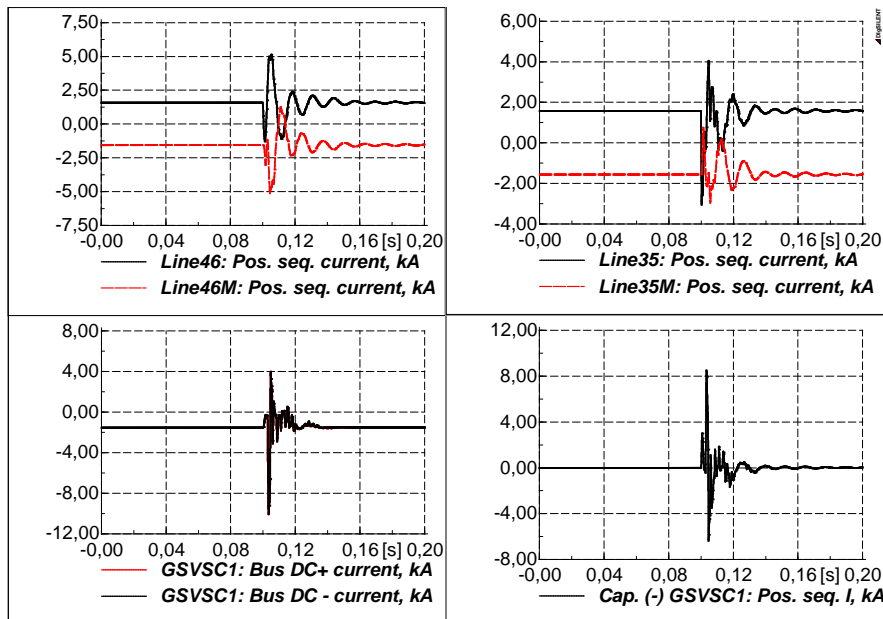 7,50
5,00
2,50
0,00
-2,50
-5,00
-7,50
-0,00 0,04 0,08 0,12 0,16 [s] 0,20
Line46: Pos. seq. current, kA
Line46M: Pos. seq. current, kA
6,00
4,00
2,00
0,00
-2,00
-4,00
-0,00 0,04 0,08 0,12 0,16 [s] 0,20
Line35: Pos. seq. current, kA
Line35M: Pos. seq. current, kA
DIgSILENT
8,00
4,00
0,00
-4,00
-8,00
-12,00
-0,00 0,04 0,08 0,12 0,16 [s] 0,20
GSVSC1: Bus DC+ current, kA
GSVSC1: Bus DC - current, kA
12,00
8,00
4,00
0,00
-4,00
-8,00
-0,00 0,04 0,08 0,12 0,16 [s] 0,20
Cap. (-) GSVSC1: Pos. seq. I, kA